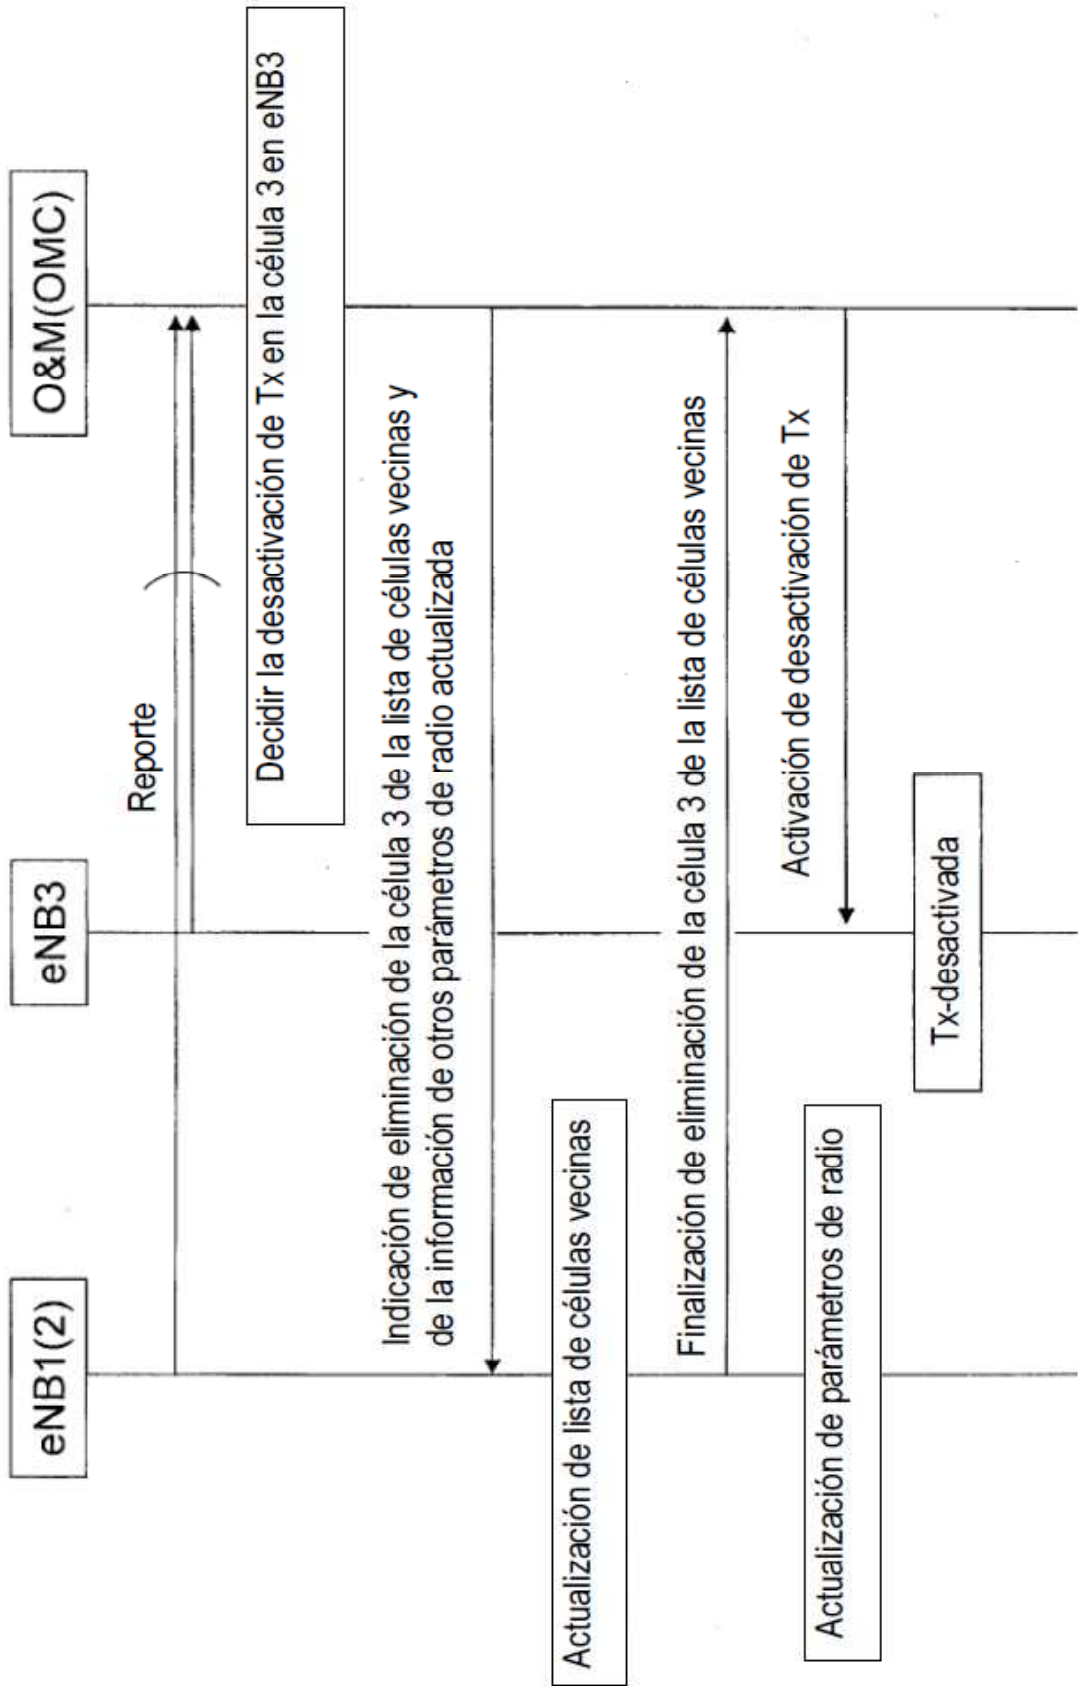 eNB1(2)
eNB3
O&M(OMC)
Reporte
Decidir la desactivación de Tx en la célula 3 en eNB3
Indicación de eliminación de la célula 3 de la lista de células vecinas y
de la información de otros parámetros de radio actualizada
Actualización de lista de células vecinas
Finalización de eliminación de la célula 3 de la lista de células vecinas
Actualización de parámetros de radio
Activación de desactivación de Tx
Tx-desactivada